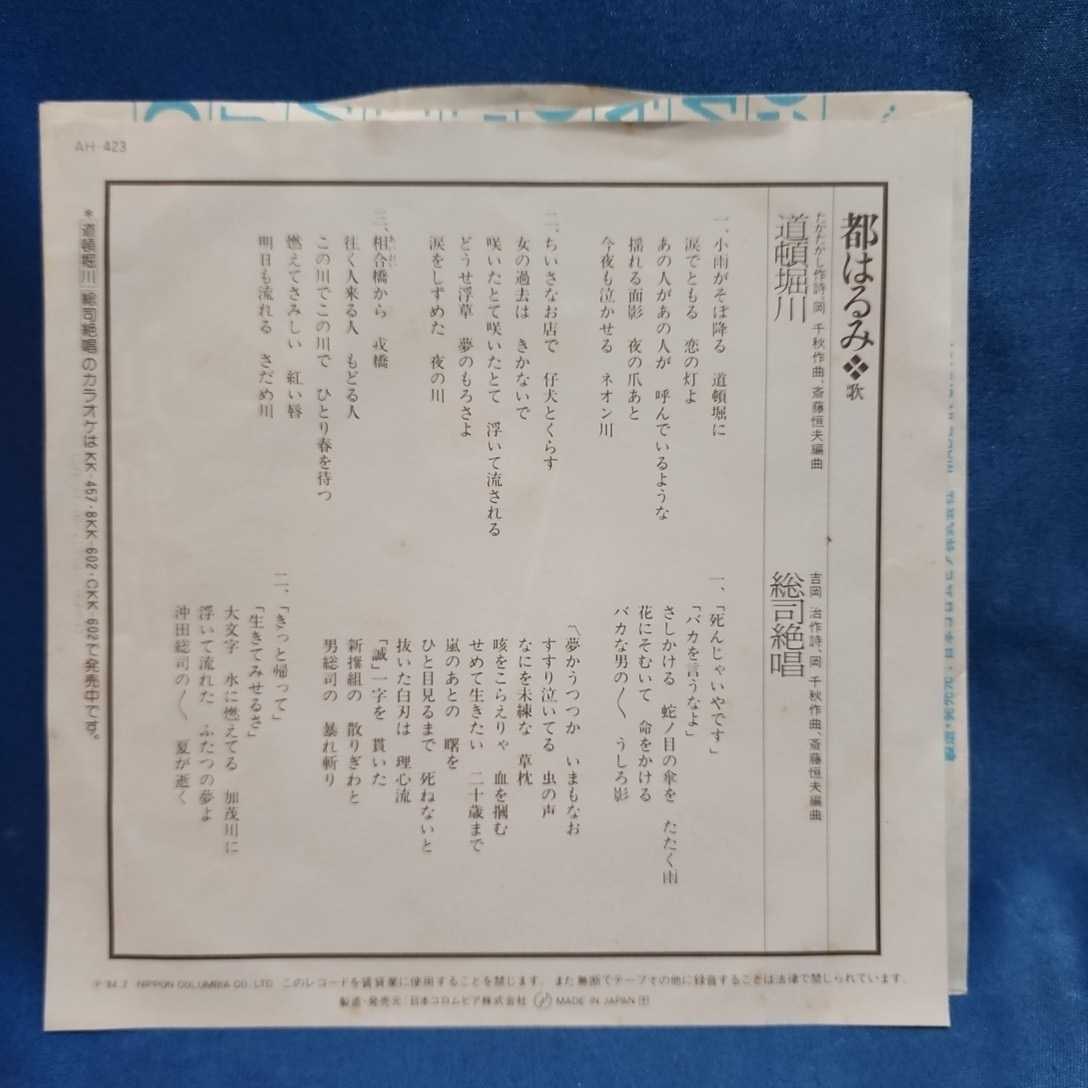 AH-423
都はるみ❖歌
道頓堀川
たかたかし作詩、岡 千秋作曲、斎藤恒夫編曲
一、小雨がそぼ降る 道頓堀に
涙でともる 恋の灯よ
あの人があの人が 呼んでいるような
揺れる面影 夜の爪あと
今夜も泣かせる ネオン川
二、ちいさなお店で 仔犬とくらす
女の過去は きかないで
咲いたとて咲いたとて 浮いて流される
どうせ浮草 夢のもろさよ
涙をしずめた 夜の川
三、相合橋から 戎橋
往く人来る人 もどる人
この川でこの川で ひとり春を待つ
燃えてさみしい 紅い唇
明日も流れる さだめ川
総司絶唱
吉岡 治作詩、岡 千秋作曲、斎藤恒夫編曲
一、「死んじゃいやです」
「バカを言うなよ」
さしかける 蛇ノ目の傘を たたく雨
花にそむいて 命をかける
バカな男の〱 うしろ影
〽夢かうつつか いまもなお
すすり泣いてる 虫の声
なにを未練な 草枕
咳をこらえりゃ 血を掴む
せめて生きたい 二十歳まで
嵐のあとの 曙を
ひと目見るまで 死ねないと
抜いた白刃は 理心流
「誠」一字を 貫いた
新撰組の 散りぎわと
男総司の 暴れ斬り
二、「きっと帰って」
「生きてみせるさ」
大文字 水に燃えてる 加茂川に
浮いて流れた ふたつの夢よ
沖田総司の〱 夏が逝く
＊「道頓堀川」「総司絶唱」のカラオケはKK-467・8KK-602・CKK-602で発売中です。
Ⓟ'84.2 NIPPON COLUMBIA CO., LTD. このレコードを賃貸業に使用することを禁じます。また無断でテープその他に録音することは法律で禁じられています。
製造・発売元/日本コロムビア株式会社 MADE IN JAPAN